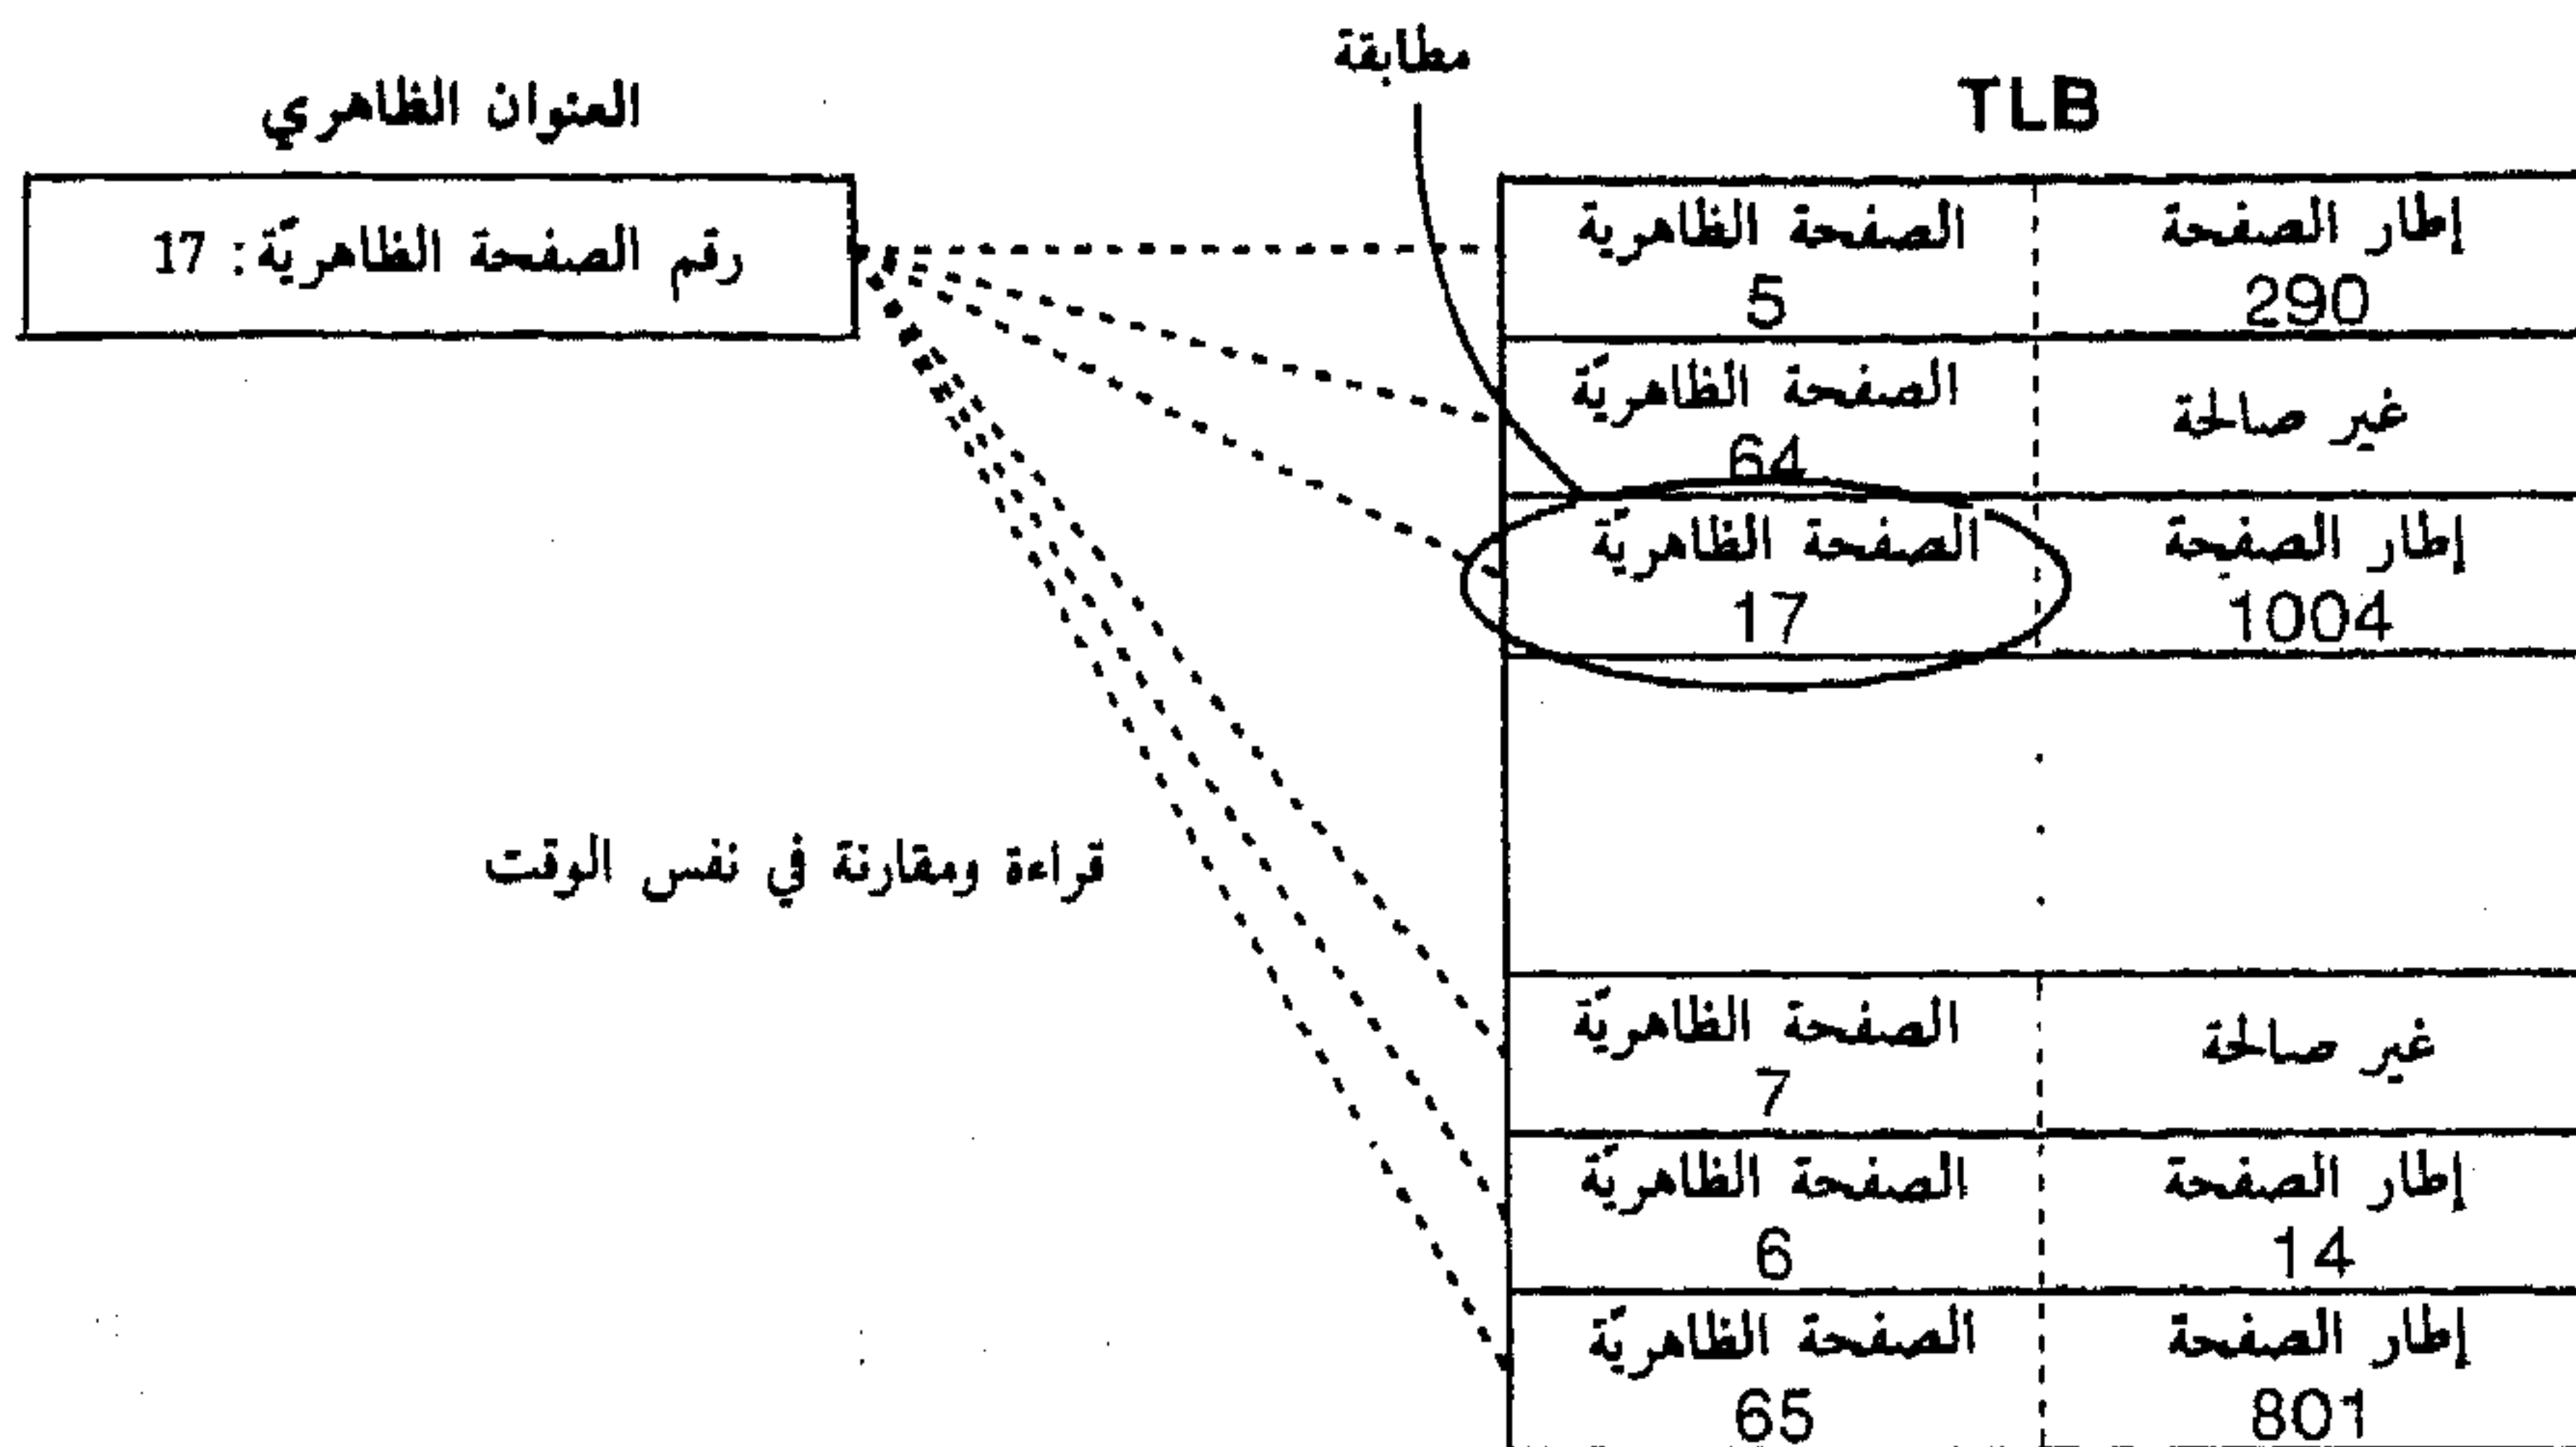 مطابقة
العنوان الظاهري
TLB
رقم الصفحة الظاهريّة: 17
الصفحة الظاهرية
5
إطار الصفحة
290
الصفحة الظاهريّة
64
غير صالحة
الصفحة الظاهريّة
17
إطار الصفحة
1004
قراءة ومقارنة في نفس الوقت
الصفحة الظاهريّة
7
غير صالحة
الصفحة الظاهريّة
6
إطار الصفحة
14
الصفحة الظاهريّة
65
إطار الصفحة
801